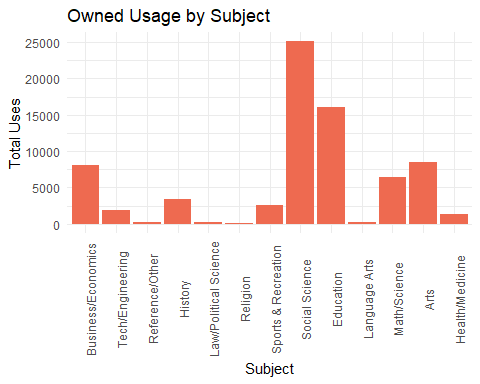 Owned Usage by Subject
Total Uses
25000
20000
15000
10000
5000
0
Business/Economics
Tech/Engineering
Reference/Other
History
Law/Political Science
Religion
Sports & Recreation
Social Science
Education
Language Arts
Math/Science
Arts
Health/Medicine
Subject